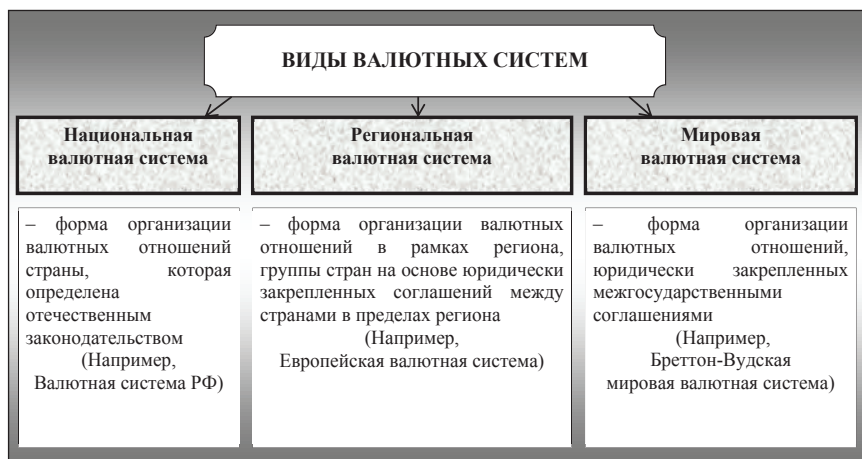 ВИДЫ ВАЛЮТНЫХ СИСТЕМ
Национальная
валютная система
– форма организации
валютных отношений
страны, которая
определена
отечественным
законодательством
(Например,
Валютная система РФ)
Региональная
валютная система
– форма организации валютных
отношений в рамках региона,
группы стран на основе юридически
закрепленных соглашений между
странами в пределах региона
(Например,
Европейская валютная система)
Мировая
валютная система
– форма организации
валютных отношений,
юридически закрепленных
межгосударственными
соглашениями
(Например,
Бреттон-Вудская
мировая валютная система)